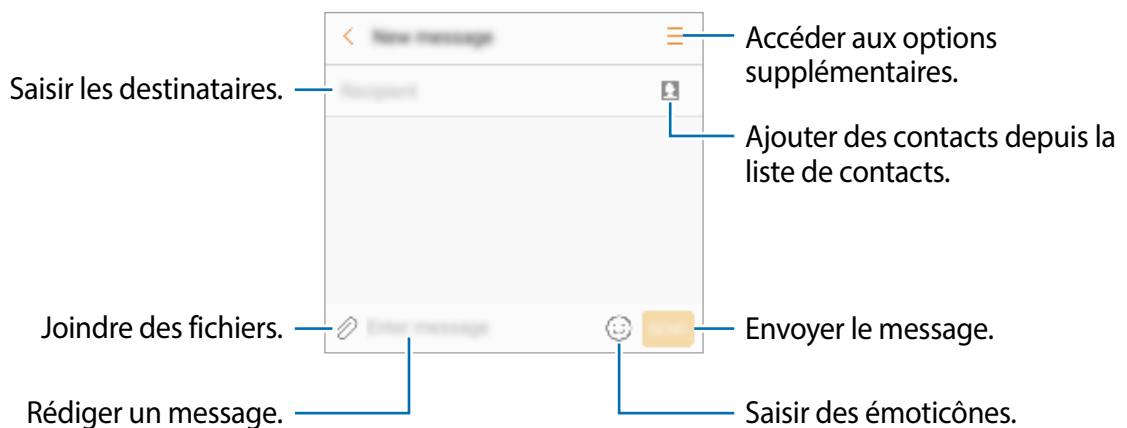 New message
Accéder aux options
supplémentaires.
Saisir les destinataires.
Recipient
Ajouter des contacts depuis la
liste de contacts.
Joindre des fichiers.
Enter message
Envoyer le message.
Rédiger un message.
Saisir des émoticônes.